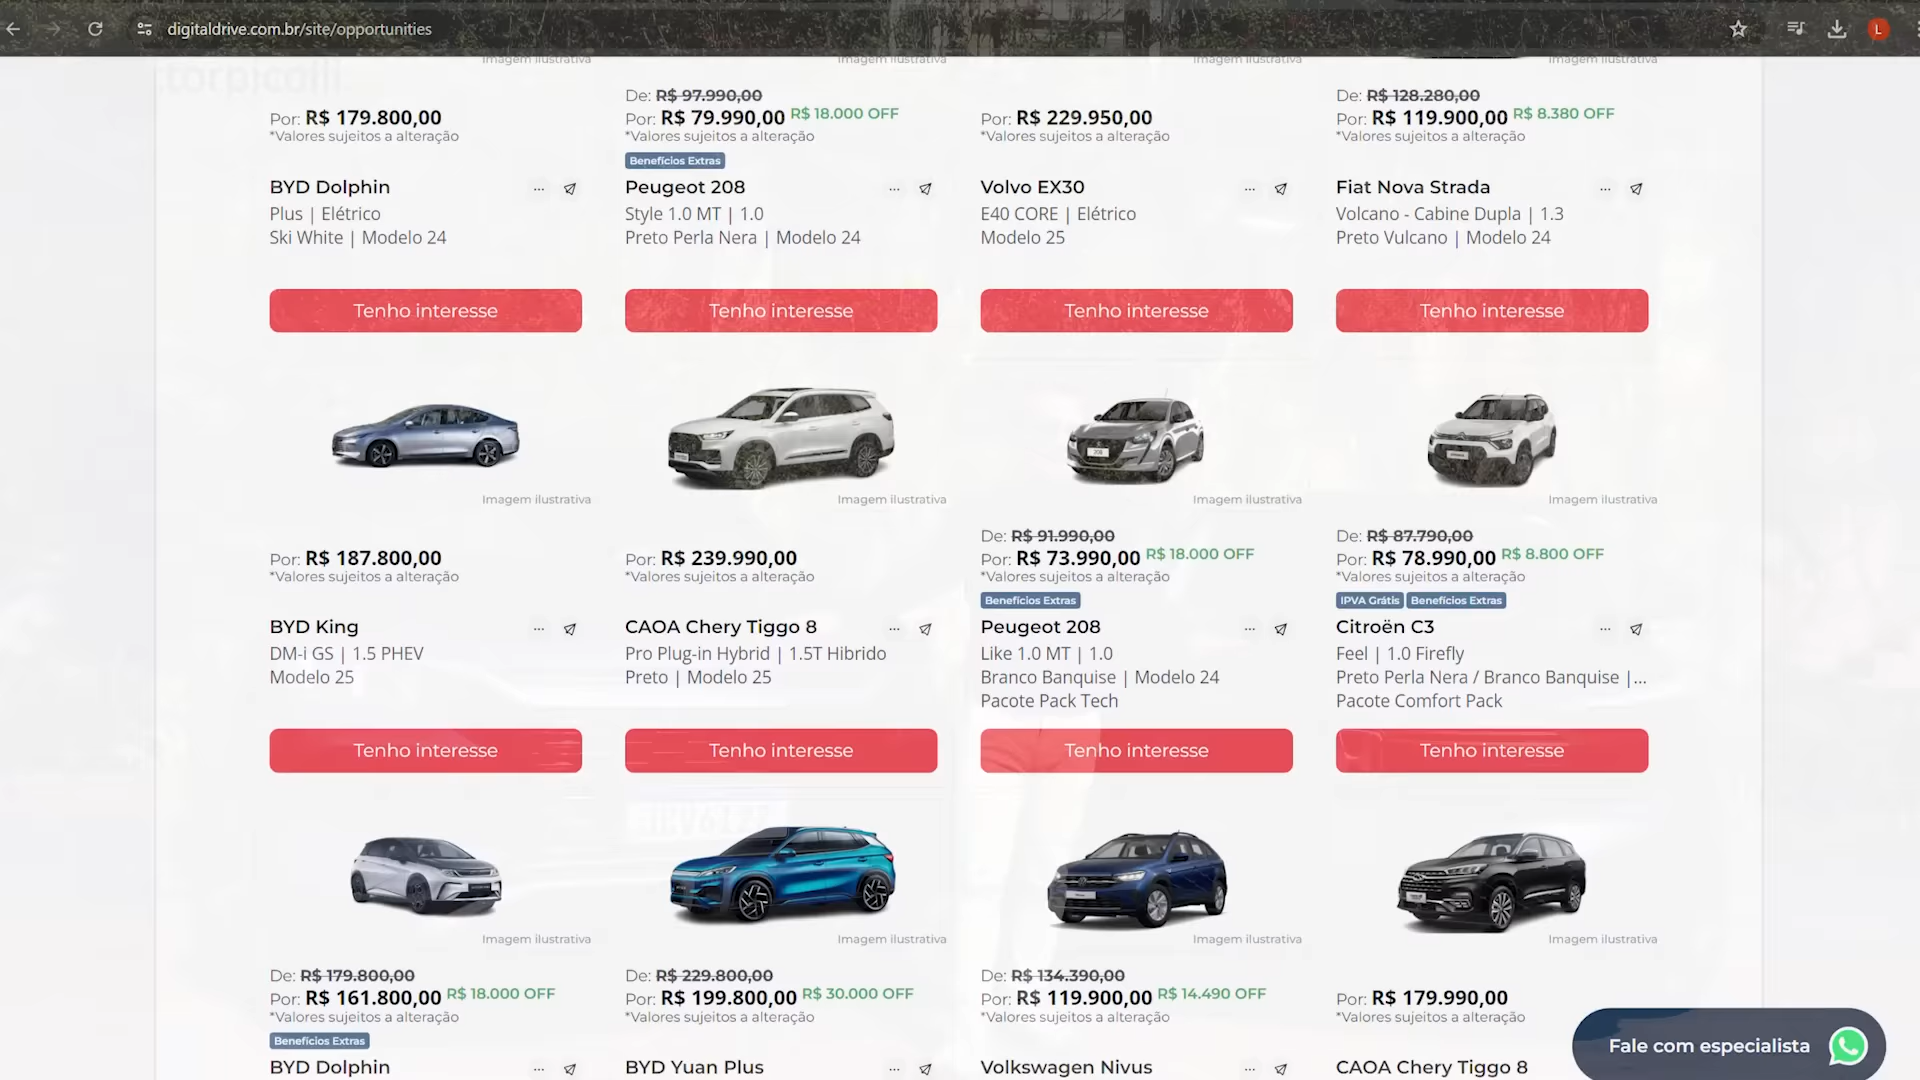 digitaldrive.com.br/site/opportunities
L
Imagem ilustrativa
Imagem ilustrativa
Imagem ilustrativa
Imagem ilustrativa
Por: R$ 179.800,00
*Valores sujeitos a alteração
BYD Dolphin
Plus | Elétrico
Ski White | Modelo 24
Tenho interesse
De: R$ 97.990,00
Por: R$ 79.990,00 R$ 18.000 OFF
*Valores sujeitos a alteração
Benefícios Extras
Peugeot 208
Style 1.0 MT | 1.0
Preto Perla Nera | Modelo 24
Tenho interesse
Por: R$ 229.950,00
*Valores sujeitos a alteração
Volvo EX30
E40 CORE | Elétrico
Modelo 25
Tenho interesse
De: R$ 128.280,00
Por: R$ 119.900,00 R$ 8.380 OFF
*Valores sujeitos a alteração
Fiat Nova Strada
Volcano - Cabine Dupla | 1.3
Preto Vulcano | Modelo 24
Tenho interesse
Imagem ilustrativa
Por: R$ 187.800,00
*Valores sujeitos a alteração
BYD King
DM-i GS | 1.5 PHEV
Modelo 25
Tenho interesse
Imagem ilustrativa
Por: R$ 239.990,00
*Valores sujeitos a alteração
CAOA Chery Tiggo 8
Pro Plug-in Hybrid | 1.5T Hibrido
Preto | Modelo 25
Tenho interesse
Imagem ilustrativa
De: R$ 91.990,00
Por: R$ 73.990,00 R$ 18.000 OFF
*Valores sujeitos a alteração
Benefícios Extras
Peugeot 208
Like 1.0 MT | 1.0
Branco Banquise | Modelo 24
Pacote Pack Tech
Tenho interesse
Imagem ilustrativa
De: R$ 87.790,00
Por: R$ 78.990,00 R$ 8.800 OFF
*Valores sujeitos a alteração
IPVA Grátis Benefícios Extras
Citroën C3
Feel | 1.0 Firefly
Preto Perla Nera / Branco Banquise |...
Pacote Comfort Pack
Tenho interesse
Imagem ilustrativa
De: R$ 179.800,00
Por: R$ 161.800,00 R$ 18.000 OFF
*Valores sujeitos a alteração
Benefícios Extras
BYD Dolphin
Imagem ilustrativa
De: R$ 229.800,00
Por: R$ 199.800,00 R$ 30.000 OFF
*Valores sujeitos a alteração
BYD Yuan Plus
Imagem ilustrativa
De: R$ 134.390,00
Por: R$ 119.900,00 R$ 14.490 OFF
*Valores sujeitos a alteração
Volkswagen Nivus
Imagem ilustrativa
Por: R$ 179.990,00
*Valores sujeitos a alteração
CAOA Chery Tiggo 8
Fale com especialista